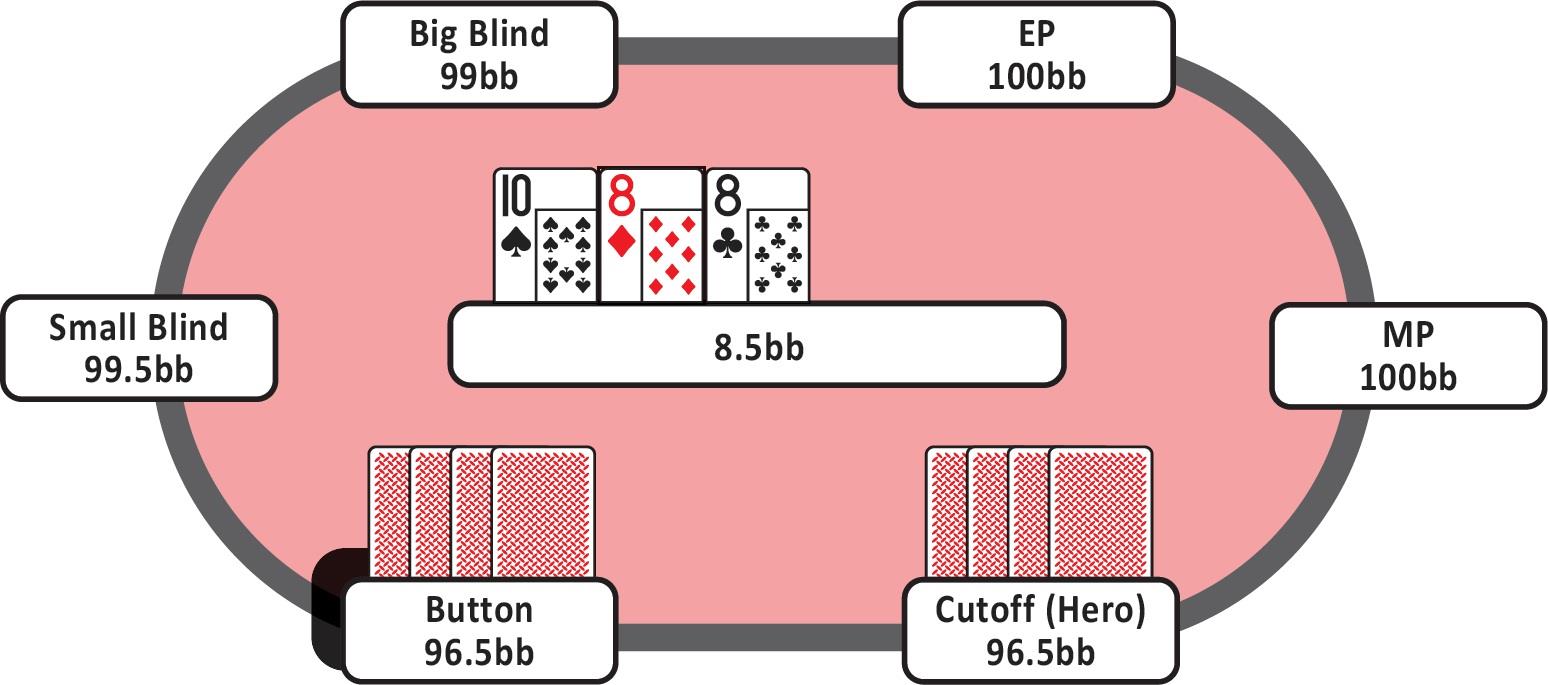 Big Blind
99bb
EP
100bb
10 8 8
Small Blind
99.5bb
8.5bb
MP
100bb
Button
96.5bb
Cutoff (Hero)
96.5bb